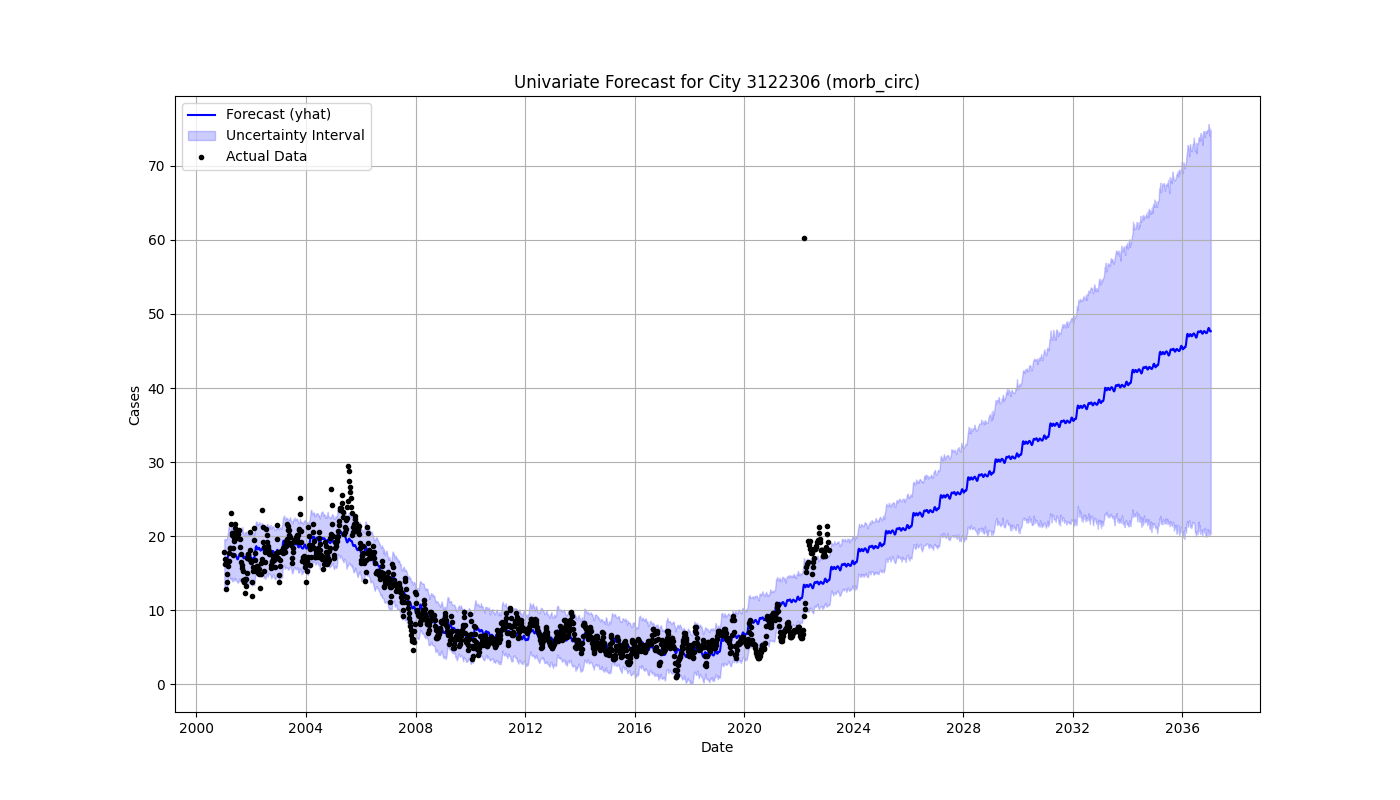 Univariate Forecast for City 3122306 (morb_circ)
Forecast (yhat)
Uncertainty Interval
Actual Data
70
60
50
40
30
20
10
0
Cases
2000 2004 2008 2012 2016 2020 2024 2028 2032 2036
Date